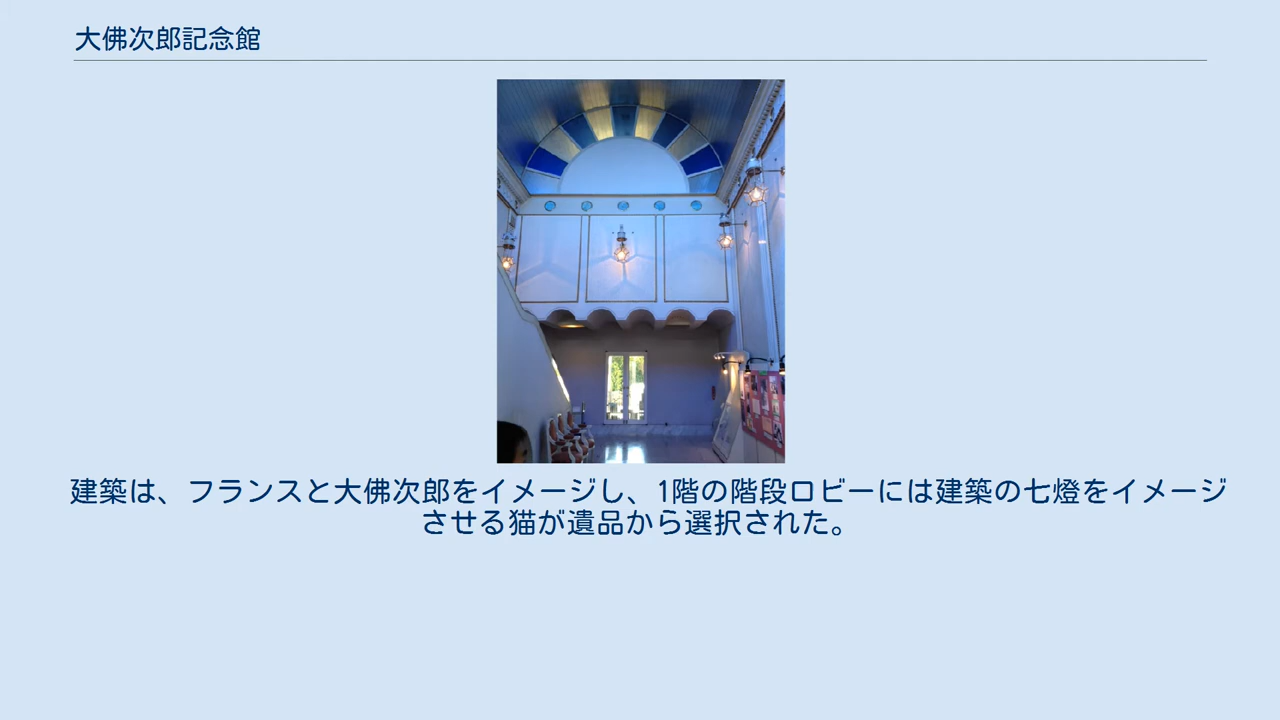 大佛次郎記念館
建築は、フランスと大佛次郎をイメージし、1階の階段ロビーには建築の七燈をイメージ
させる猫が遺品から選択された。